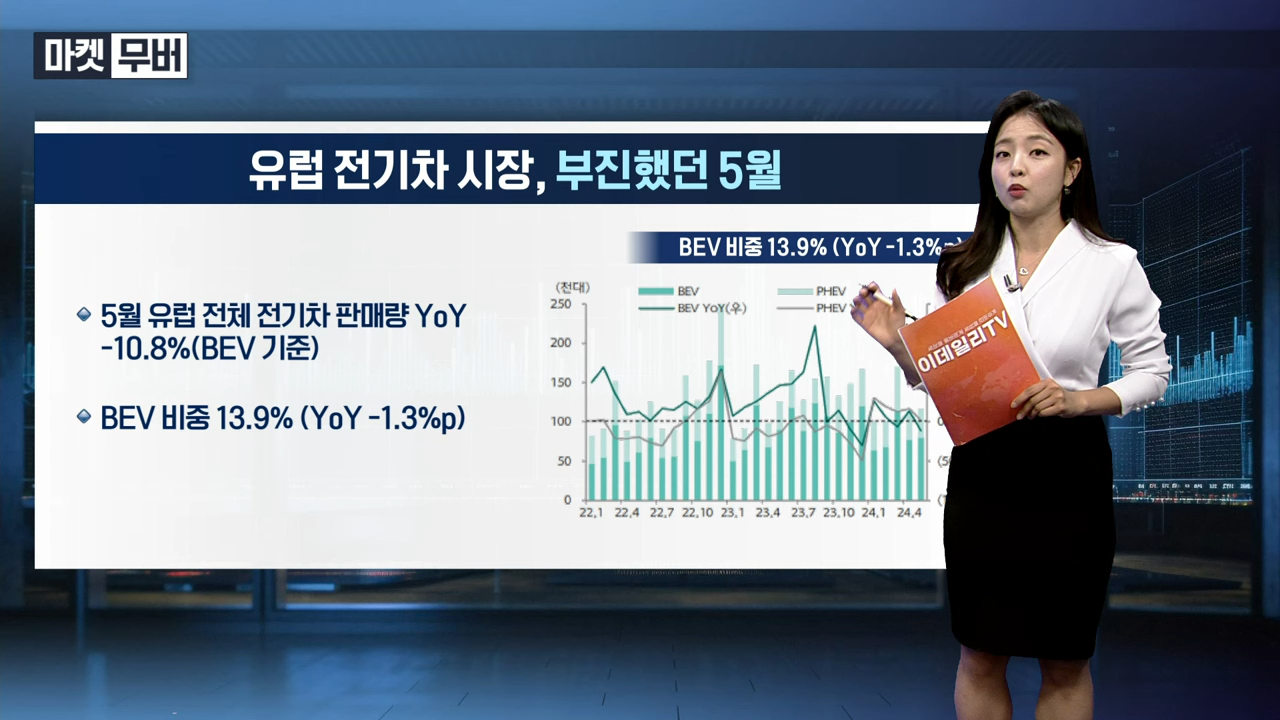 마켓 무버
유럽 전기차 시장, 부진했던 5월
BEV 비중 13.9% (YoY -1.3%p)
5월 유럽 전체 전기차 판매량 YoY
-10.8%(BEV 기준)
BEV 비중 13.9% (YoY -1.3%p)
(천대)
BEV
PHEV
BEV YoY(우)
PHEV
250
200
150
100
50
0
22.1 22.4 22.7 22.10 23.1 23.4 23.7 23.10 24.1 24.4
이데일리TV